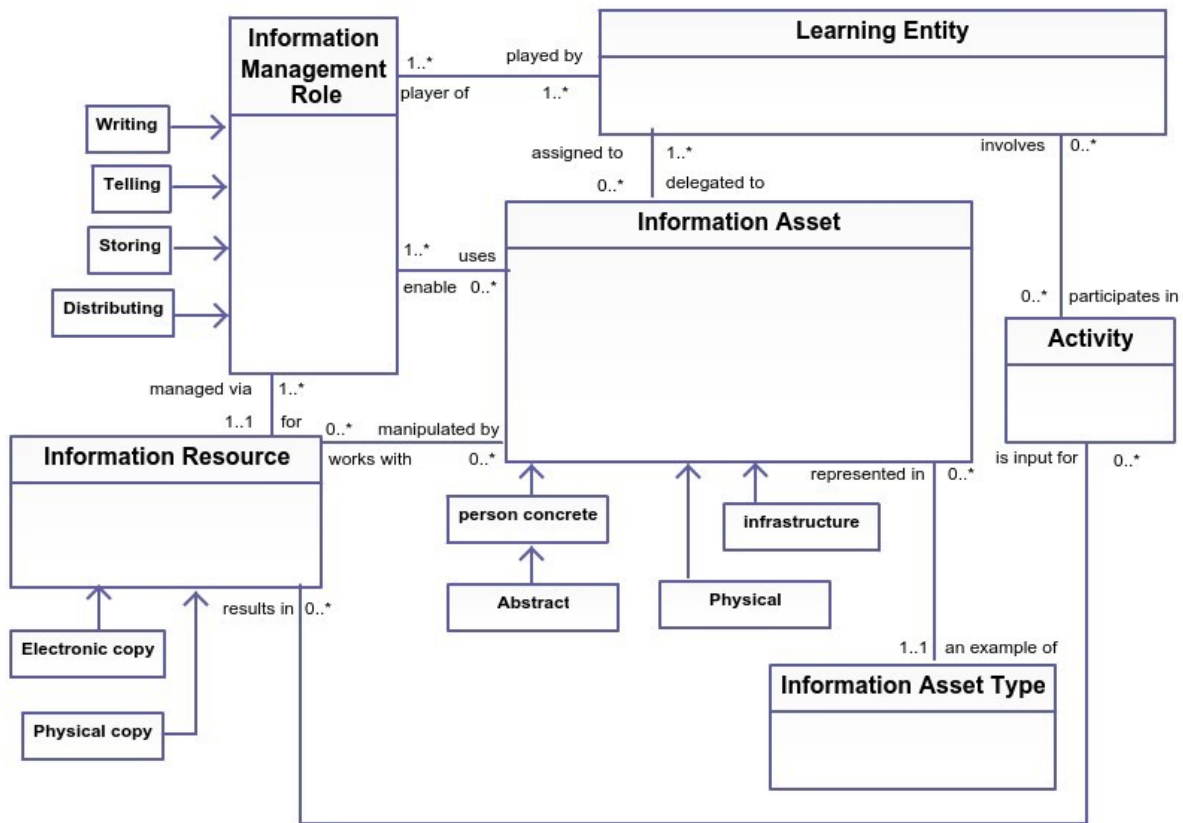 Information
Management
Role
Learning Entity
1..*
played by
player of
1..*
Writing
Telling
Storing
Distributing
assigned to
1..*
0..*
delegated to
involves
0..*
Information Asset
1..*
uses
enable
0..*
0..*
participates in
Activity
managed via
1..*
1..1
for
0..*
manipulated by
works with
0..*
Information Resource
represented in
0..*
is input for
0..*
person concrete
infrastructure
Abstract
Physical
results in
0..*
Electronic copy
Physical copy
1..1
an example of
Information Asset Type